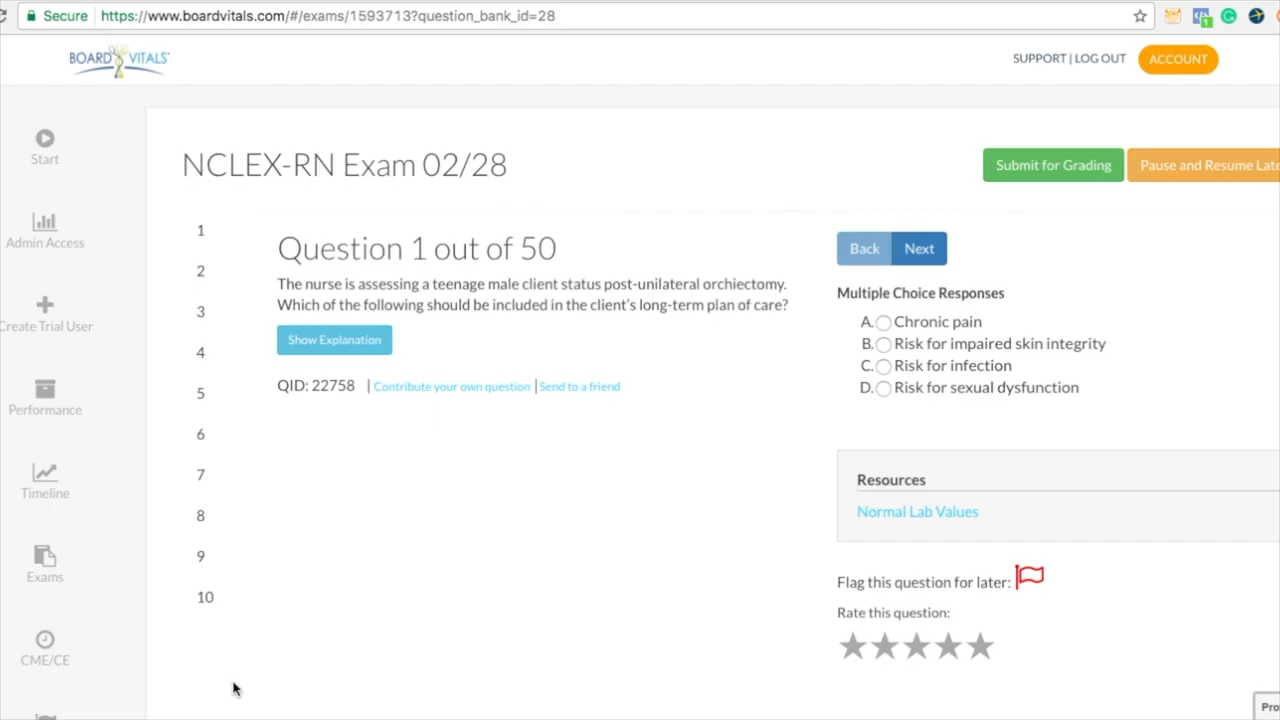 Secure https://www.boardvitals.com/#/exams/1593713?question_bank_id=28
BOARD VITALS
SUPPORT | LOG OUT ACCOUNT
Start
Admin Access
Create Trial User
Performance
Timeline
Exams
CME/CE
NCLEX-RN Exam 02/28
Submit for Grading
Pause and Resume Late
1
2
3
4
5
6
7
8
9
10
Question 1 out of 50
The nurse is assessing a teenage male client status post-unilateral orchiectomy.
Which of the following should be included in the client’s long-term plan of care?
Show Explanation
QID: 22758 | Contribute your own question | Send to a friend
Back Next
Multiple Choice Responses
A. Chronic pain
B. Risk for impaired skin integrity
C. Risk for infection
D. Risk for sexual dysfunction
Resources
Normal Lab Values
Flag this question for later:
Rate this question:
Pro